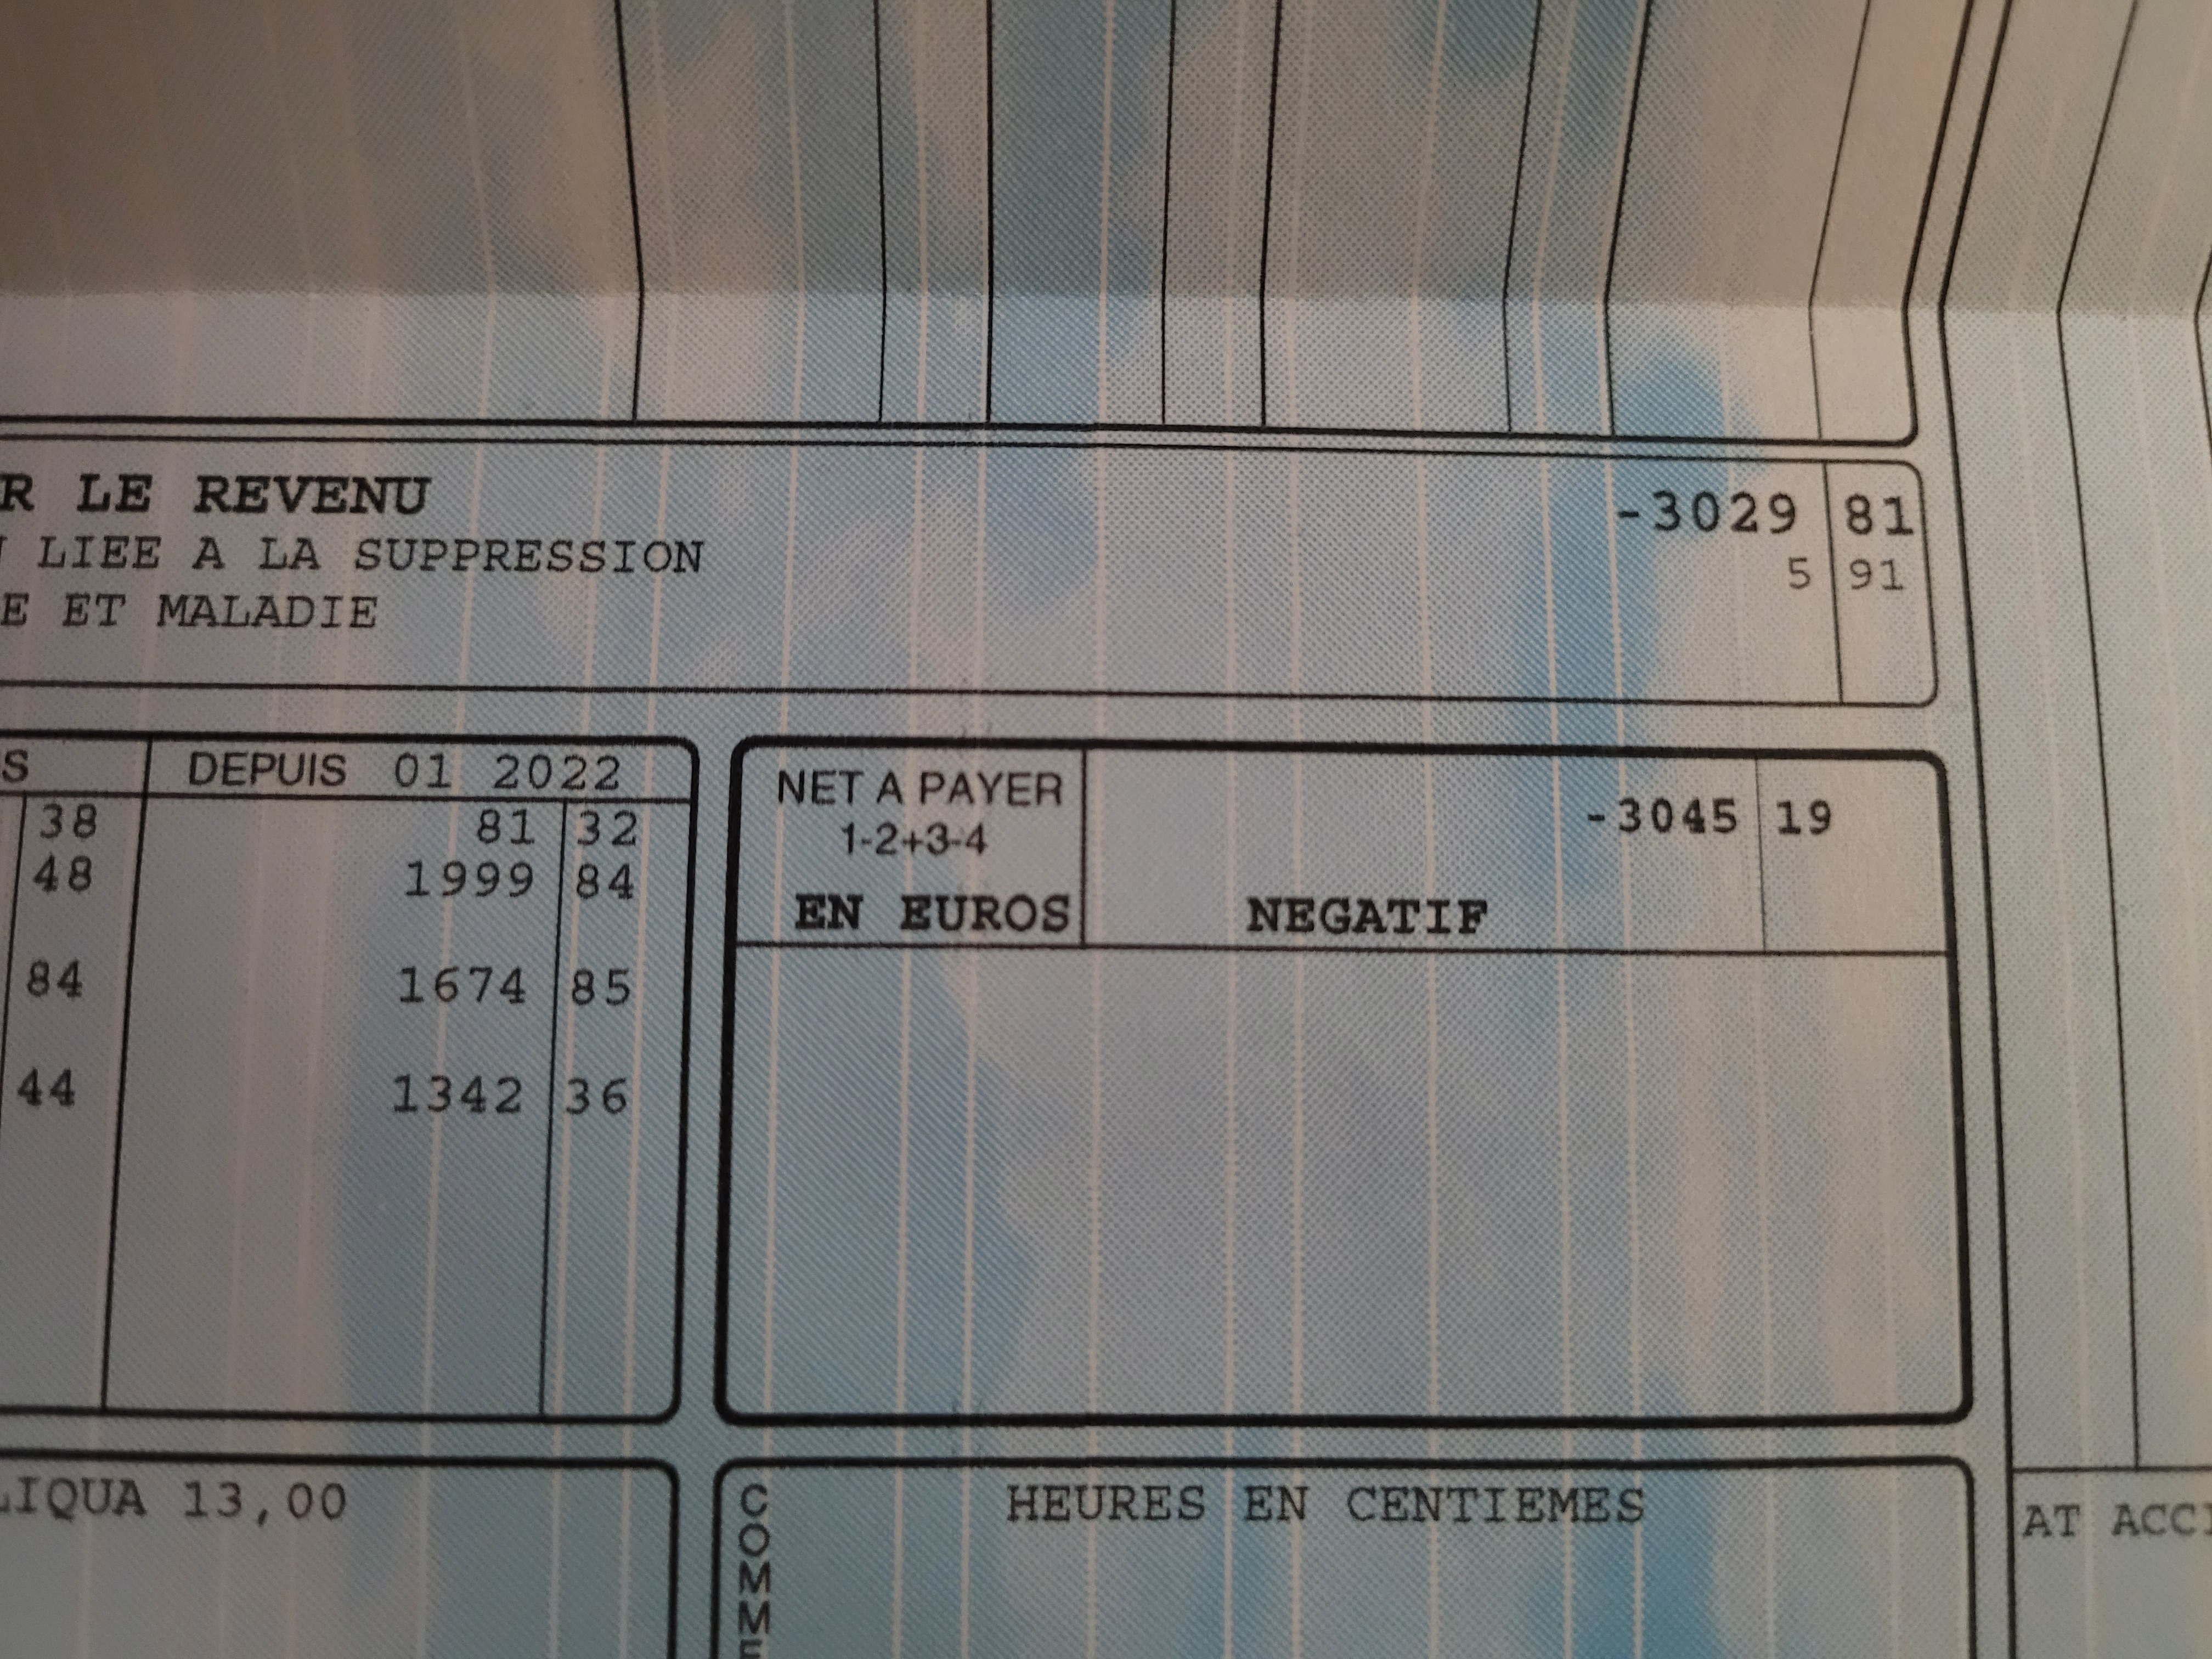 LE REVENU -3029 81
LIEE A LA SUPPRESSION 5 91
ET MALADIE
DEPUIS 01 2022
38 81 32
48 1999 84
84 1674 85
44 1342 36
NET A PAYER -3045 19
1-2+3-4
EN EUROS NEGATIF
13,00
HEURES EN CENTIEMES
AT